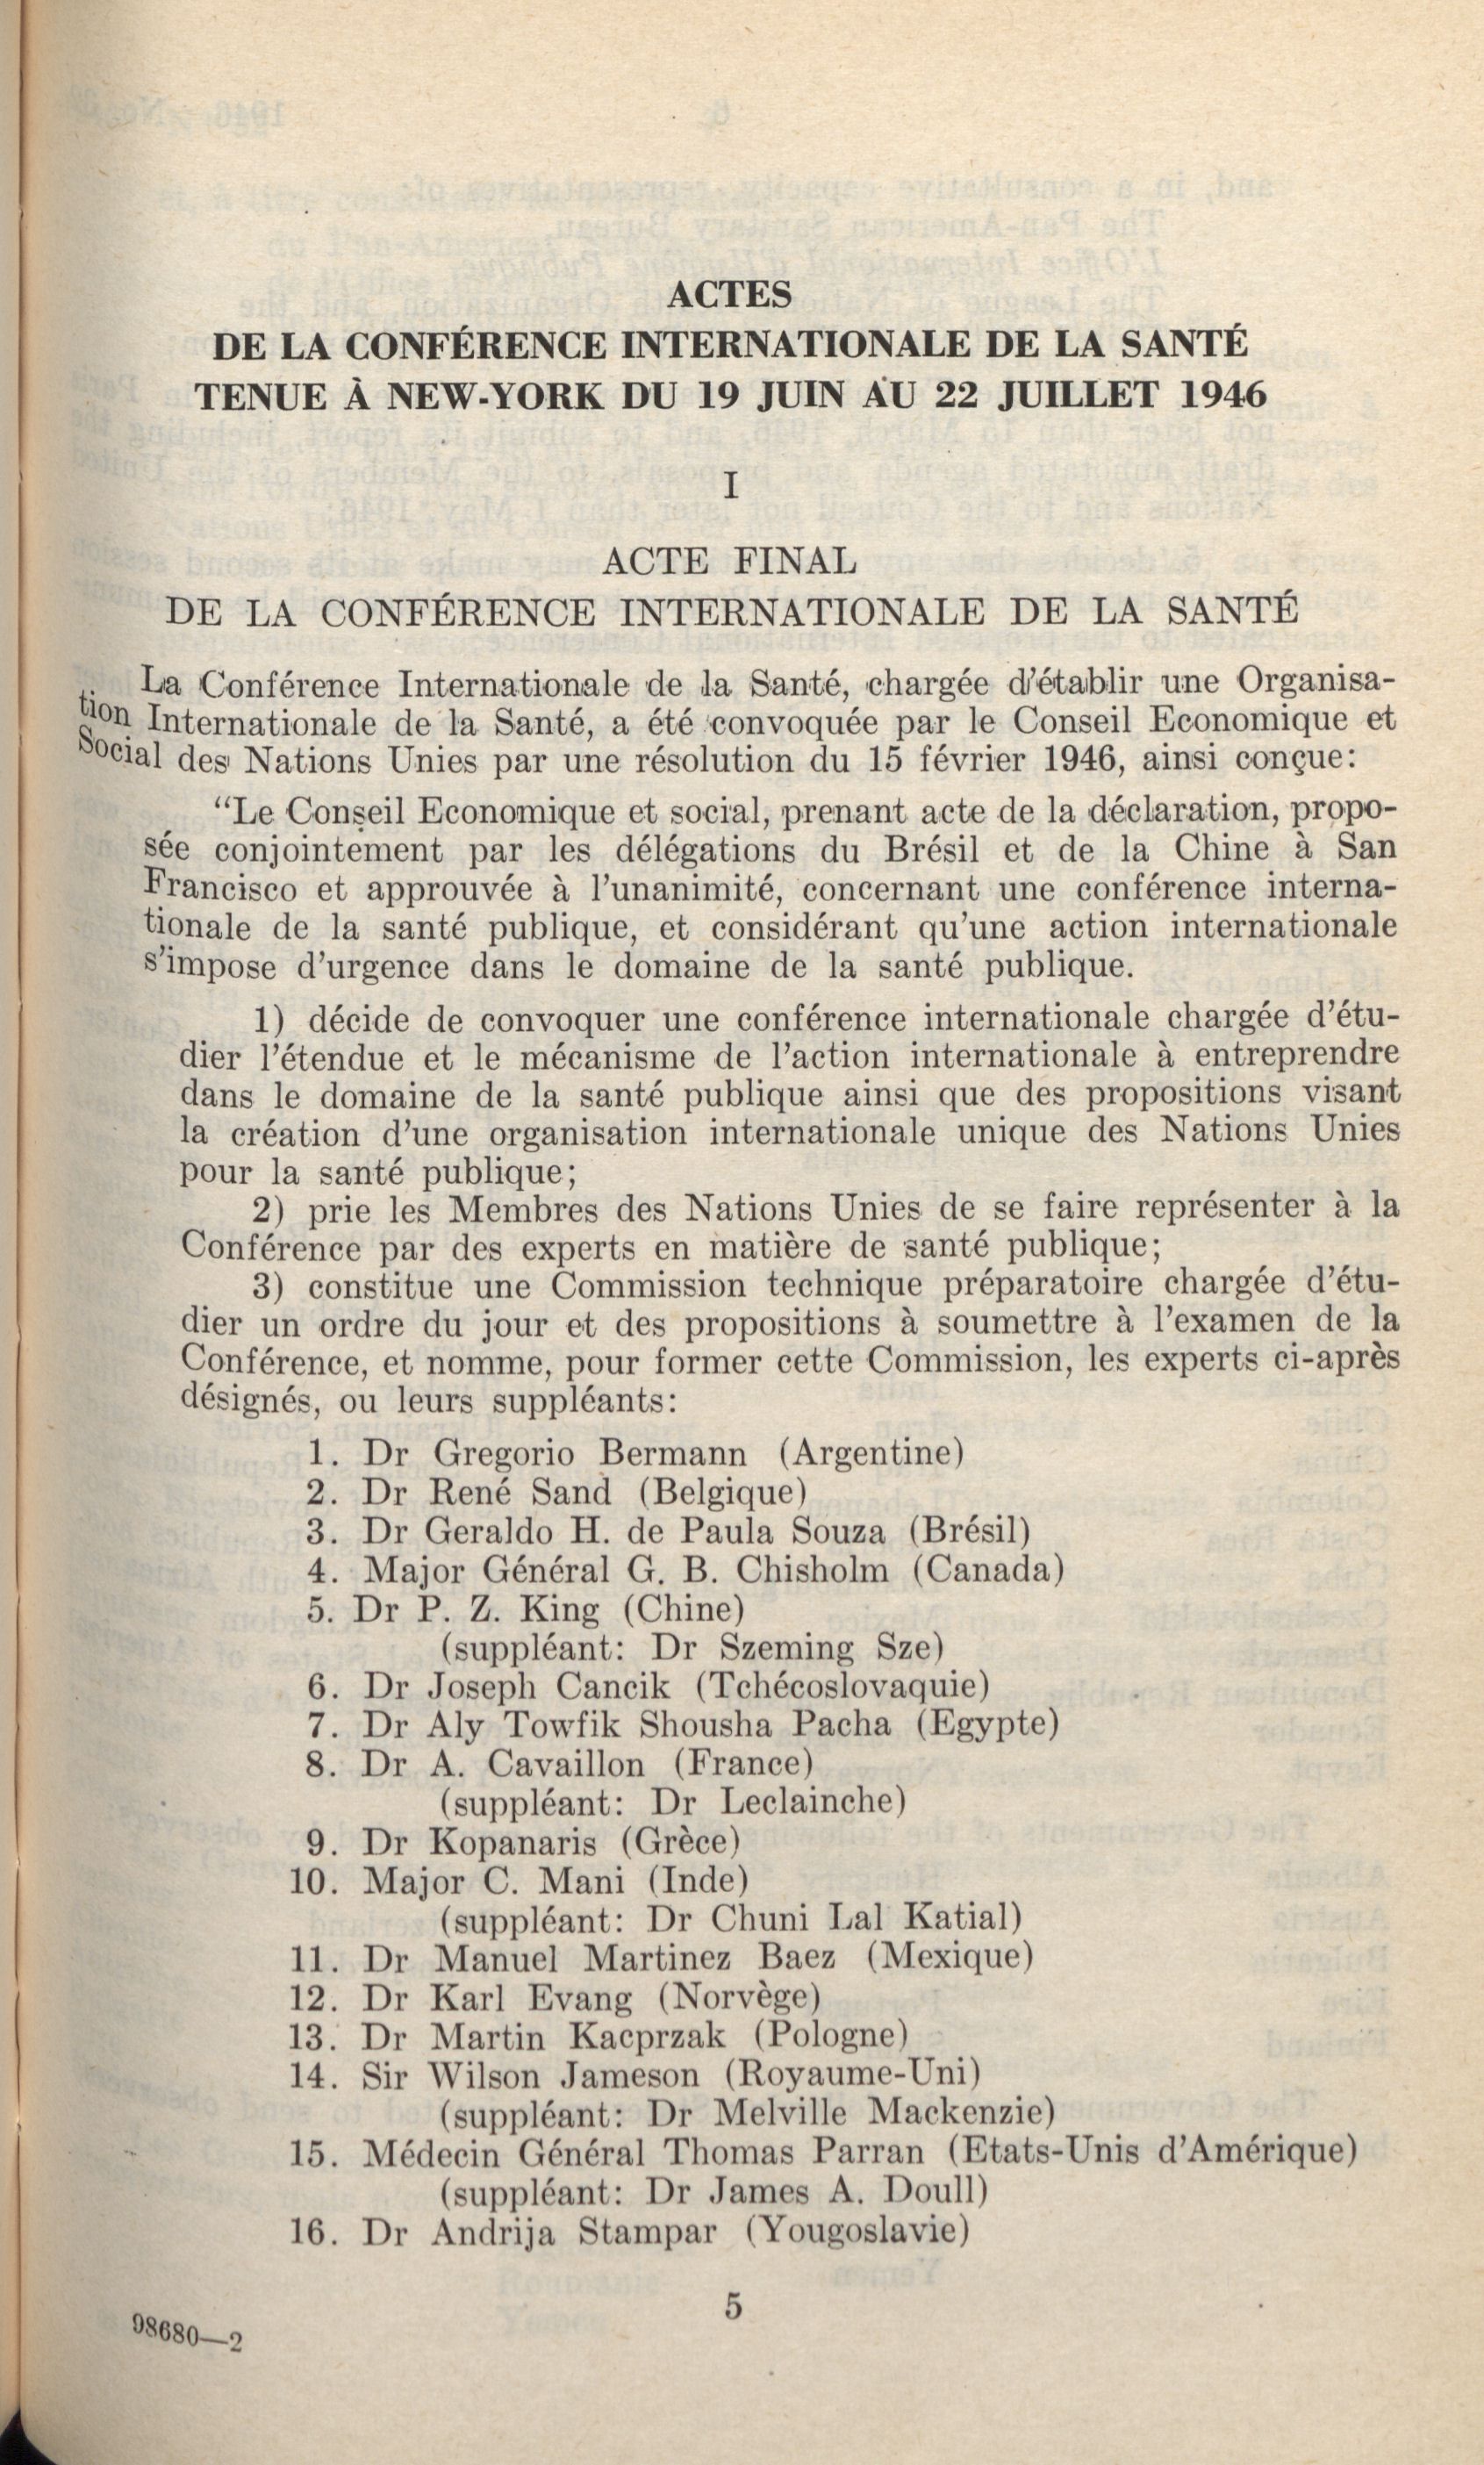 ACTES
DE LA CONFÉRENCE INTERNATIONALE DE LA SANTÉ
TENUE À NEW-YORK DU 19 JUIN AU 22 JUILLET 1946
I
ACTE FINAL
DE LA CONFÉRENCE INTERNATIONALE DE LA SANTÉ
La Conférence Internationale de la Santé, chargée d'établir une Organisa-
tion Internationale de la Santé, a été convoquée par le Conseil Economique et
Social des Nations Unies par une résolution du 15 février 1946, ainsi conçue:
"Le Conseil Economique et social, prenant acte de la déclaration, propo-
sée conjointement par les délégations du Brésil et de la Chine à San
Francisco et approuvée à l'unanimité, concernant une conférence interna-
tionale de la santé publique, et considérant qu'une action internationale
s'impose d'urgence dans le domaine de la santé publique.
1) décide de convoquer une conférence internationale chargée d'étu-
dier l'étendue et le mécanisme de l'action internationale à entreprendre
dans le domaine de la santé publique ainsi que des propositions visant
la création d'une organisation internationale unique des Nations Unies
pour la santé publique;
2) prie les Membres des Nations Unies de se faire représenter à la
Conférence par des experts en matière de santé publique;
3) constitue une Commission technique préparatoire chargée d'étu-
dier un ordre du jour et des propositions à soumettre à l'examen de la
Conférence, et nomme, pour former cette Commission, les experts ci-après
désignés, ou leurs suppléants:
1. Dr Gregorio Bermann (Argentine)
2. Dr René Sand (Belgique)
3. Dr Geraldo H. de Paula Souza (Brésil)
4. Major Général G. B. Chisholm (Canada)
5. Dr P. Z. King (Chine)
(suppléant: Dr Szeming Sze)
6. Dr Joseph Cancik (Tchécoslovaquie)
7. Dr Aly Towfik Shousha Pacha (Egypte)
8. Dr A. Cavaillon (France)
(suppléant: Dr Leclainche)
9. Dr Kopanaris (Grèce)
10. Major C. Mani (Inde)
(suppléant: Dr Chuni Lal Katial)
11. Dr Manuel Martinez Baez (Mexique)
12. Dr Karl Evang (Norvège)
13. Dr Martin Kacprzak (Pologne)
14. Sir Wilson Jameson (Royaume-Uni)
(suppléant: Dr Melville Mackenzie)
15. Médecin Général Thomas Parran (Etats-Unis d'Amérique)
(suppléant: Dr James A. Doull)
16. Dr Andrija Stampar (Yougoslavie)
5
98680—2